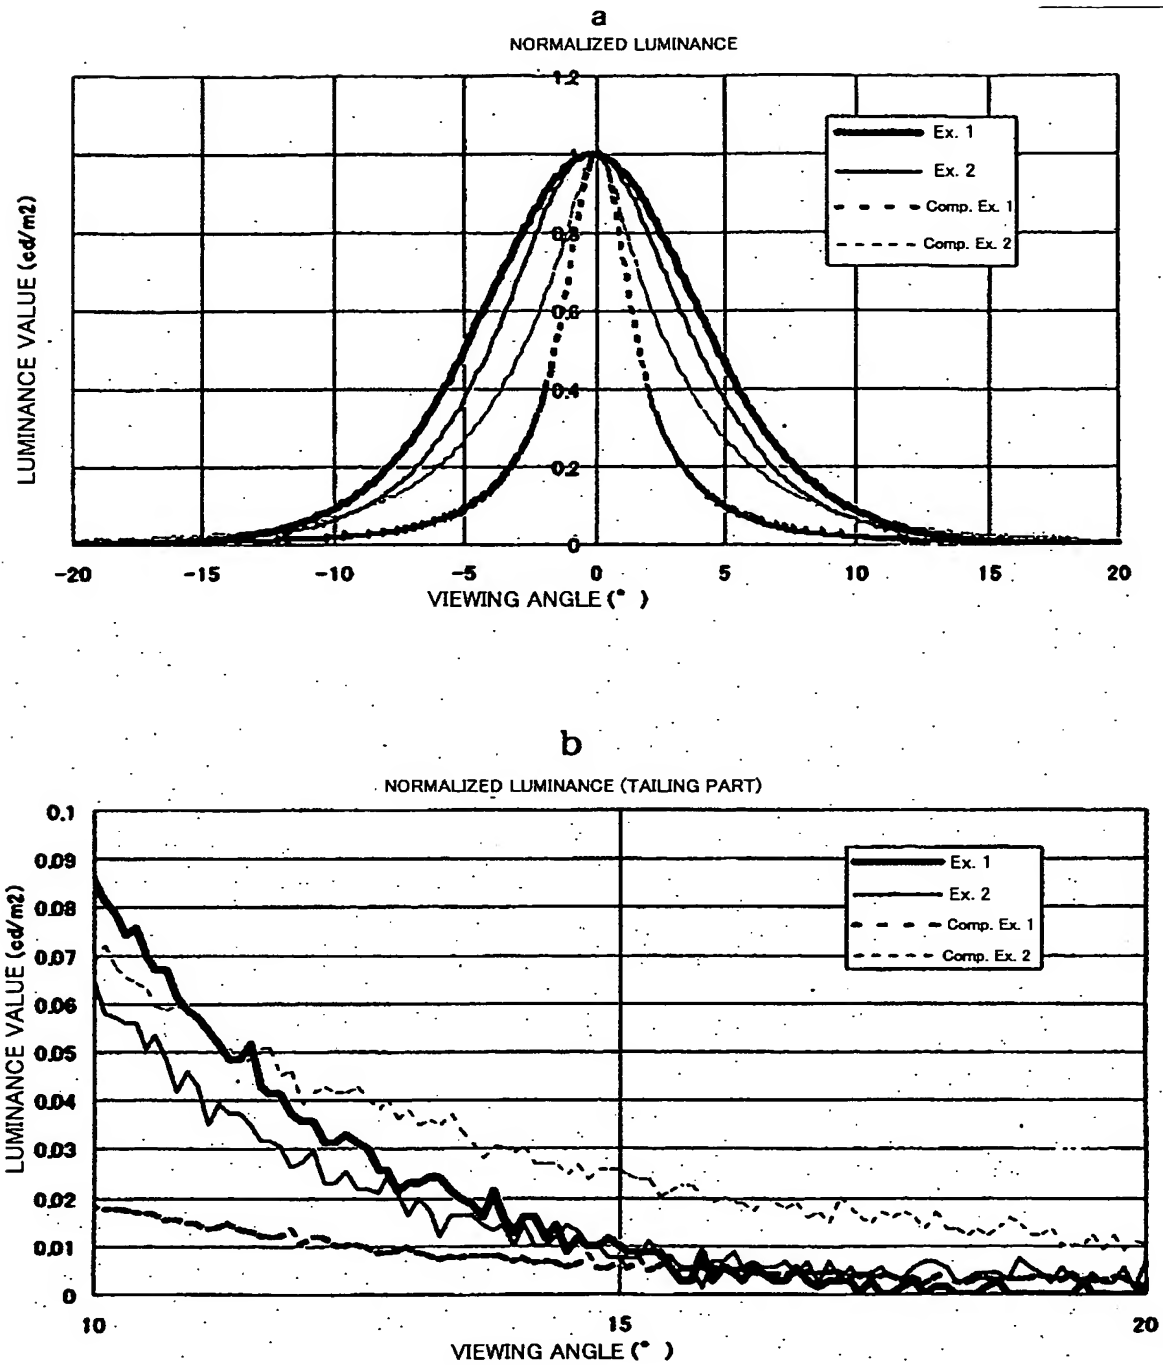 a
NORMALIZED LUMINANCE
LUMINANCE VALUE (cd/m2)
1.2
0.8
0.6
0.4
0.2
0
Ex. 1
Ex. 2
Comp. Ex. 1
Comp. Ex. 2
-20 -15 -10 -5 0 5 10 15 20
VIEWING ANGLE (° )
b
NORMALIZED LUMINANCE (TAILING PART)
LUMINANCE VALUE (cd/m2)
0.1
0.09
0.08
0.07
0.06
0.05
0.04
0.03
0.02
0.01
0
Ex. 1
Ex. 2
Comp. Ex. 1
Comp. Ex. 2
10 15 20
VIEWING ANGLE (° )